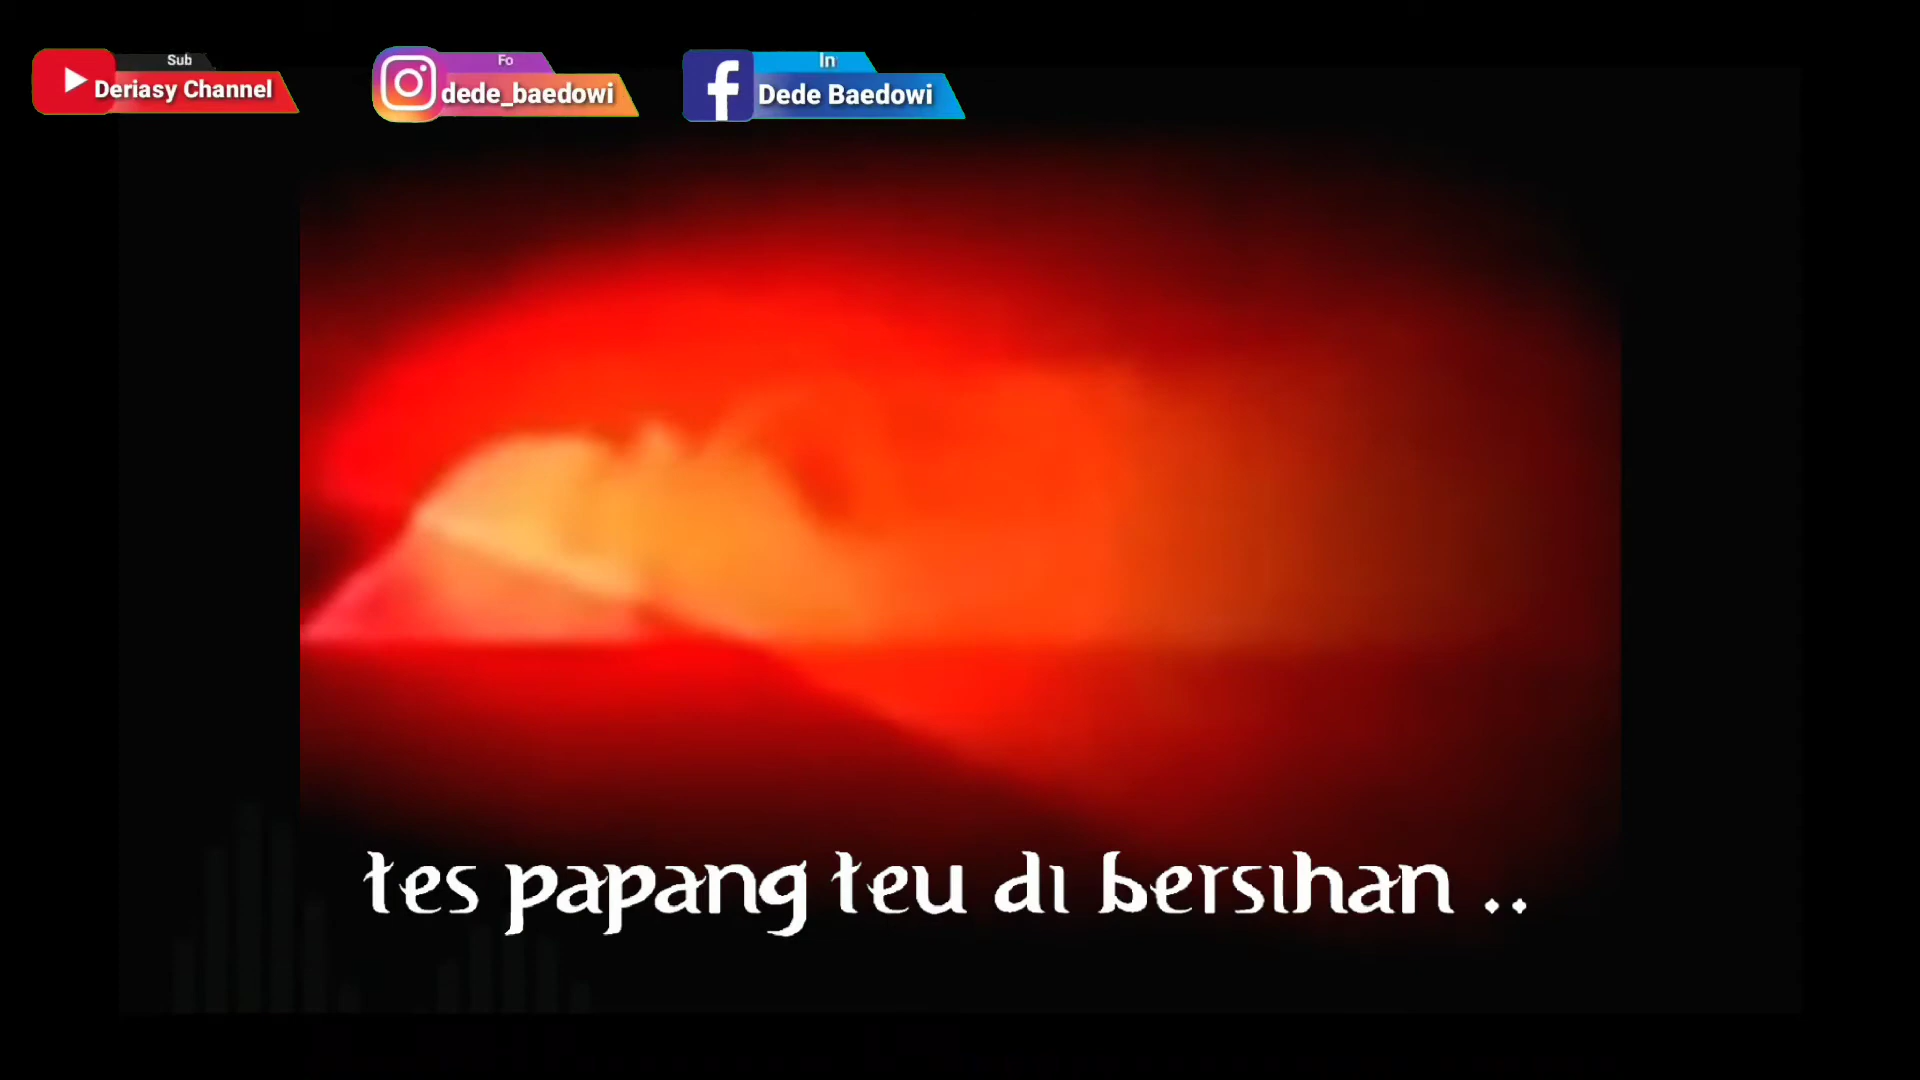 Sub
Deriasy Channel
Fo
dede_baedowi
In
Dede Baedowi
tes papang teu di bersihan ..